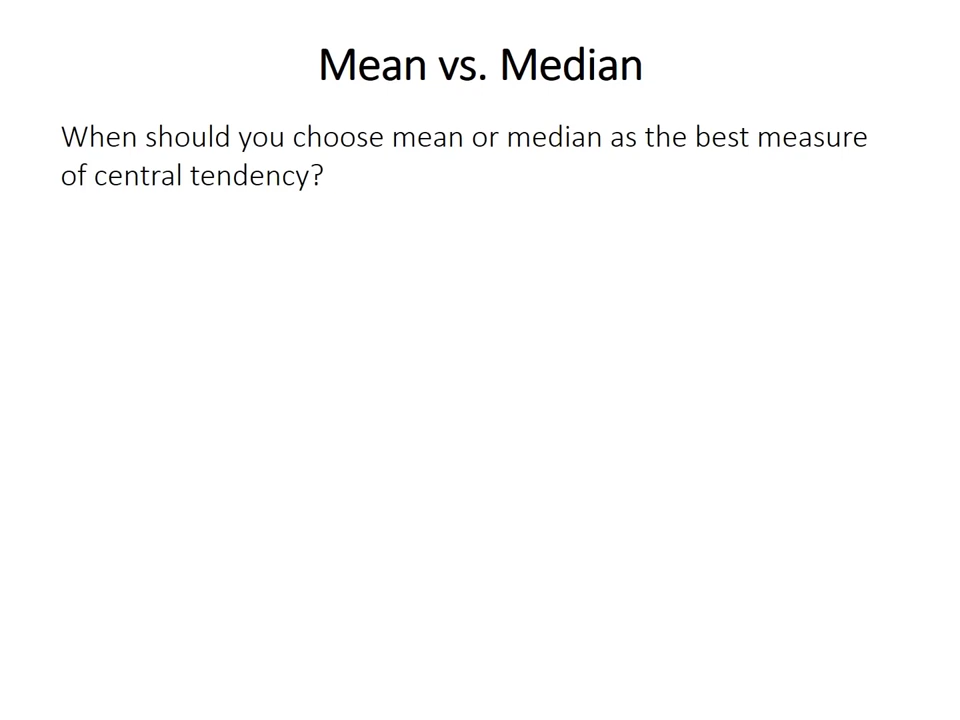 Mean vs. Median
When should you choose mean or median as the best measure
of central tendency?